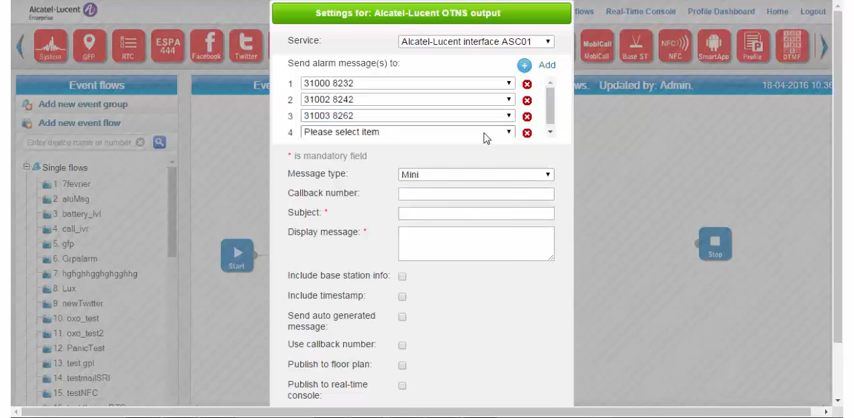 Alcatel·Lucent
Enterprise
Settings for: Alcatel-Lucent OTNS output
flows Real-Time Console Profile Dashboard Home Logout
System
GFP
RTC
ESPA
444
Facebook
Twitter
MobiCall
MobiCall
Base ST
NFC
SmartApp
Profile
DTMF
Service: Alcatel-Lucent interface ASC01
Send alarm message(s) to: Add
1 31000 8232
2 31002 8242
3 31003 8262
4 Please select item
* is mandatory field
Message type: Mini
Callback number:
Subject: *
Display message: *
Include base station info:
Include timestamp:
Send auto generated
message:
Use callback number:
Publish to floor plan:
Publish to real-time
console:
Event flows
Add new event group
Add new event flow
Enter device name or number
Single flows
1. 7fevrier
2. aluMag
3. battery_lvl
4. call_ivr
5. gfp
6. Grpalarm
7. hghghhgghghgghhg
8. Lux
9. newTwitter
10. oxo_test
11. oxo_test2
12. PanicTest
13. test gpl
14. testmailSRI
15. testNFC
Eve
ws. Updated by: Admin. 18-04-2016 10:36
Start
Stop